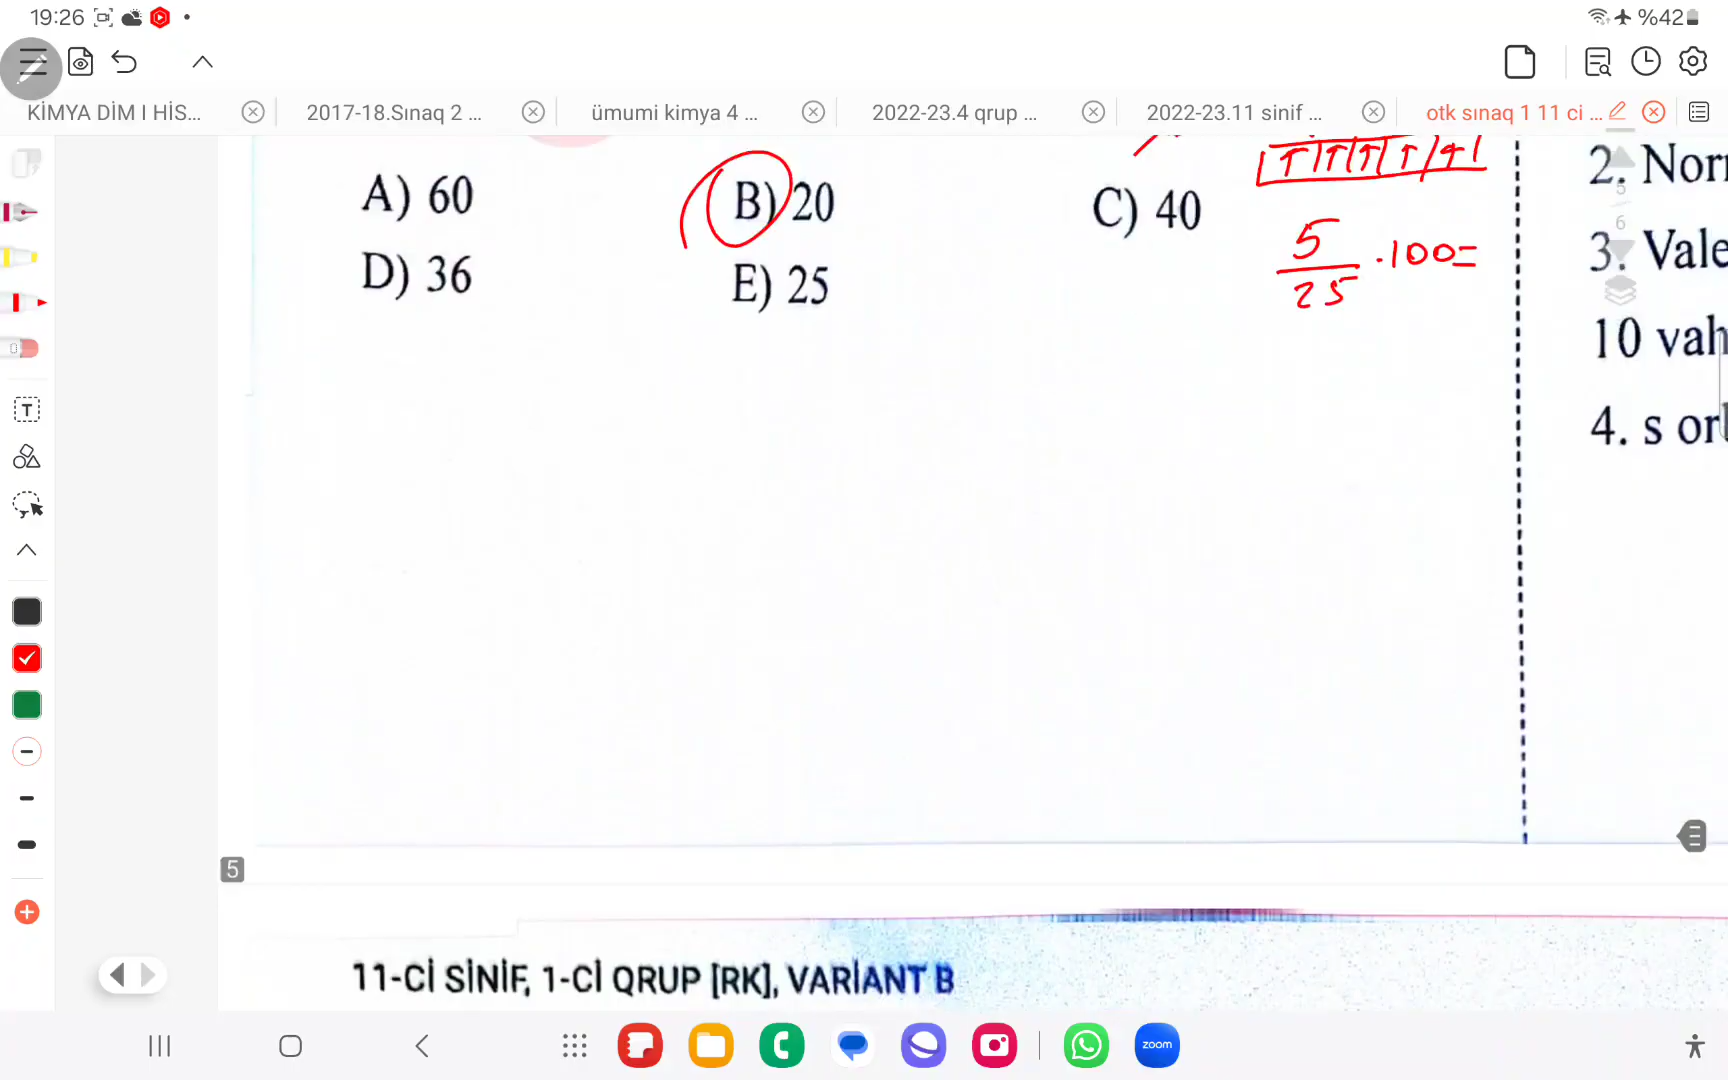 19:26
%42
KİMYA DİM I HİS...
2017-18.Sınaq 2 ...
ümumi kimya 4 ...
2022-23.4 qrup ...
2022-23.11 sinif ...
otk sınaq 1 11 ci ...
A) 60
B) 20
C) 40
D) 36
E) 25
5/25 · 100 =
2. Nor
3. Vale
10 vah
4. s or
5
6
T
5
11-Cİ SİNİF, 1-Cİ QRUP [RK], VARİANT B
zoom